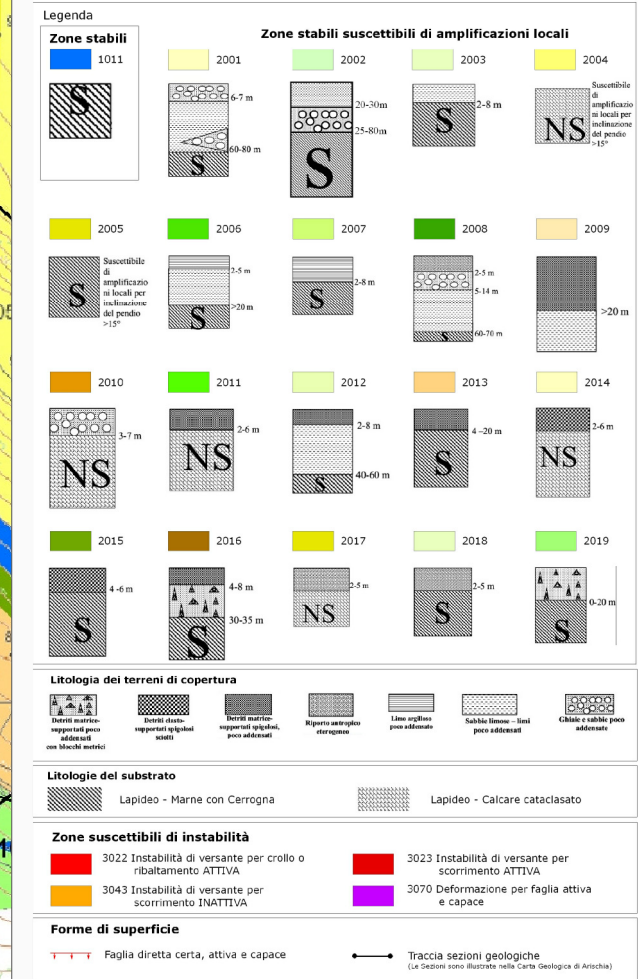 Legenda
Zone stabili
1011
S
Zone stabili suscettibili di amplificazioni locali
2001
6-7 m
60-80 m
S
2002
20-30m
25-80m
S
2003
2-8 m
S
2004
NS
Suscettibile
di
amplificazio
ni locali per
inclinazione
del pendio
>15°
2005
S
Suscettibile
di
amplificazio
ni locali per
inclinazione
del pendio
>15°
2006
2-5 m
>20 m
S
2007
2-8 m
S
2008
2-5 m
5-14 m
60-70 m
S
2009
>20 m
2010
3-7 m
NS
2011
2-6 m
NS
2012
2-8 m
40-60 m
S
2013
4 –20 m
S
2014
2-6 m
NS
2015
4 -6 m
S
2016
4-8 m
30-35 m
S
2017
2-5 m
NS
2018
2-5 m
S
2019
0-20 m
S
Litologia dei terreni di copertura
Detriti matrice-
supportati poco
addensati
con blocchi metrici
Detriti clasto-
supportati spigolosi
sciolti
Detriti matrice-
supportati spigolosi,
poco addensati
Riporto antropico
eterogeneo
Limo argilloso
poco addensato
Sabbie limose – limi
poco addensati
Ghiaie e sabbie poco
addensate
Litologie del substrato
Lapideo - Marne con Cerrogna
Lapideo - Calcare cataclasato
Zone suscettibili di instabilità
3022 Instabilità di versante per crollo o
ribaltamento ATTIVA
3023 Instabilità di versante per
scorrimento ATTIVA
3043 Instabilità di versante per
scorrimento INATTIVA
3070 Deformazione per faglia attiva
e capace
Forme di superficie
Faglia diretta certa, attiva e capace
Traccia sezioni geologiche
(Le Sezioni sono illustrate nella Carta Geologica di Arischia)